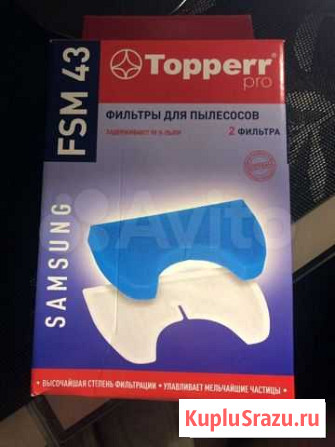 Topperr
pro
ФИЛЬТРЫ ДЛЯ ПЫЛЕСОСОВ
2 ФИЛЬТРА
FSM 43
SAMSUNG
Avito
• ВЫСОЧАЙШАЯ СТЕПЕНЬ ФИЛЬТРАЦИИ • УЛАВЛИВАЕТ МЕЛЬЧАЙШИЕ ЧАСТИЦЫ
KupluSrazu.ru